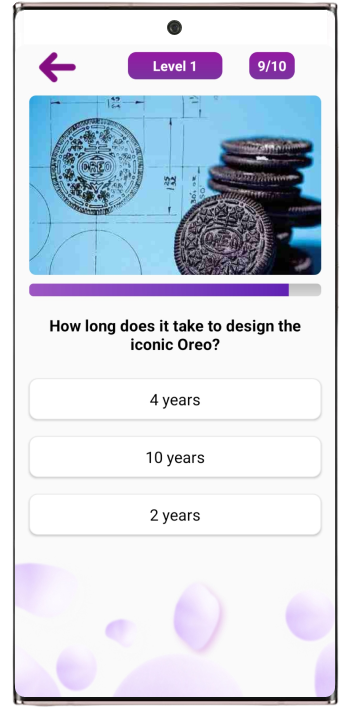 Level 1
9/10
OREO
OREO
How long does it take to design the
iconic Oreo?
4 years
10 years
2 years